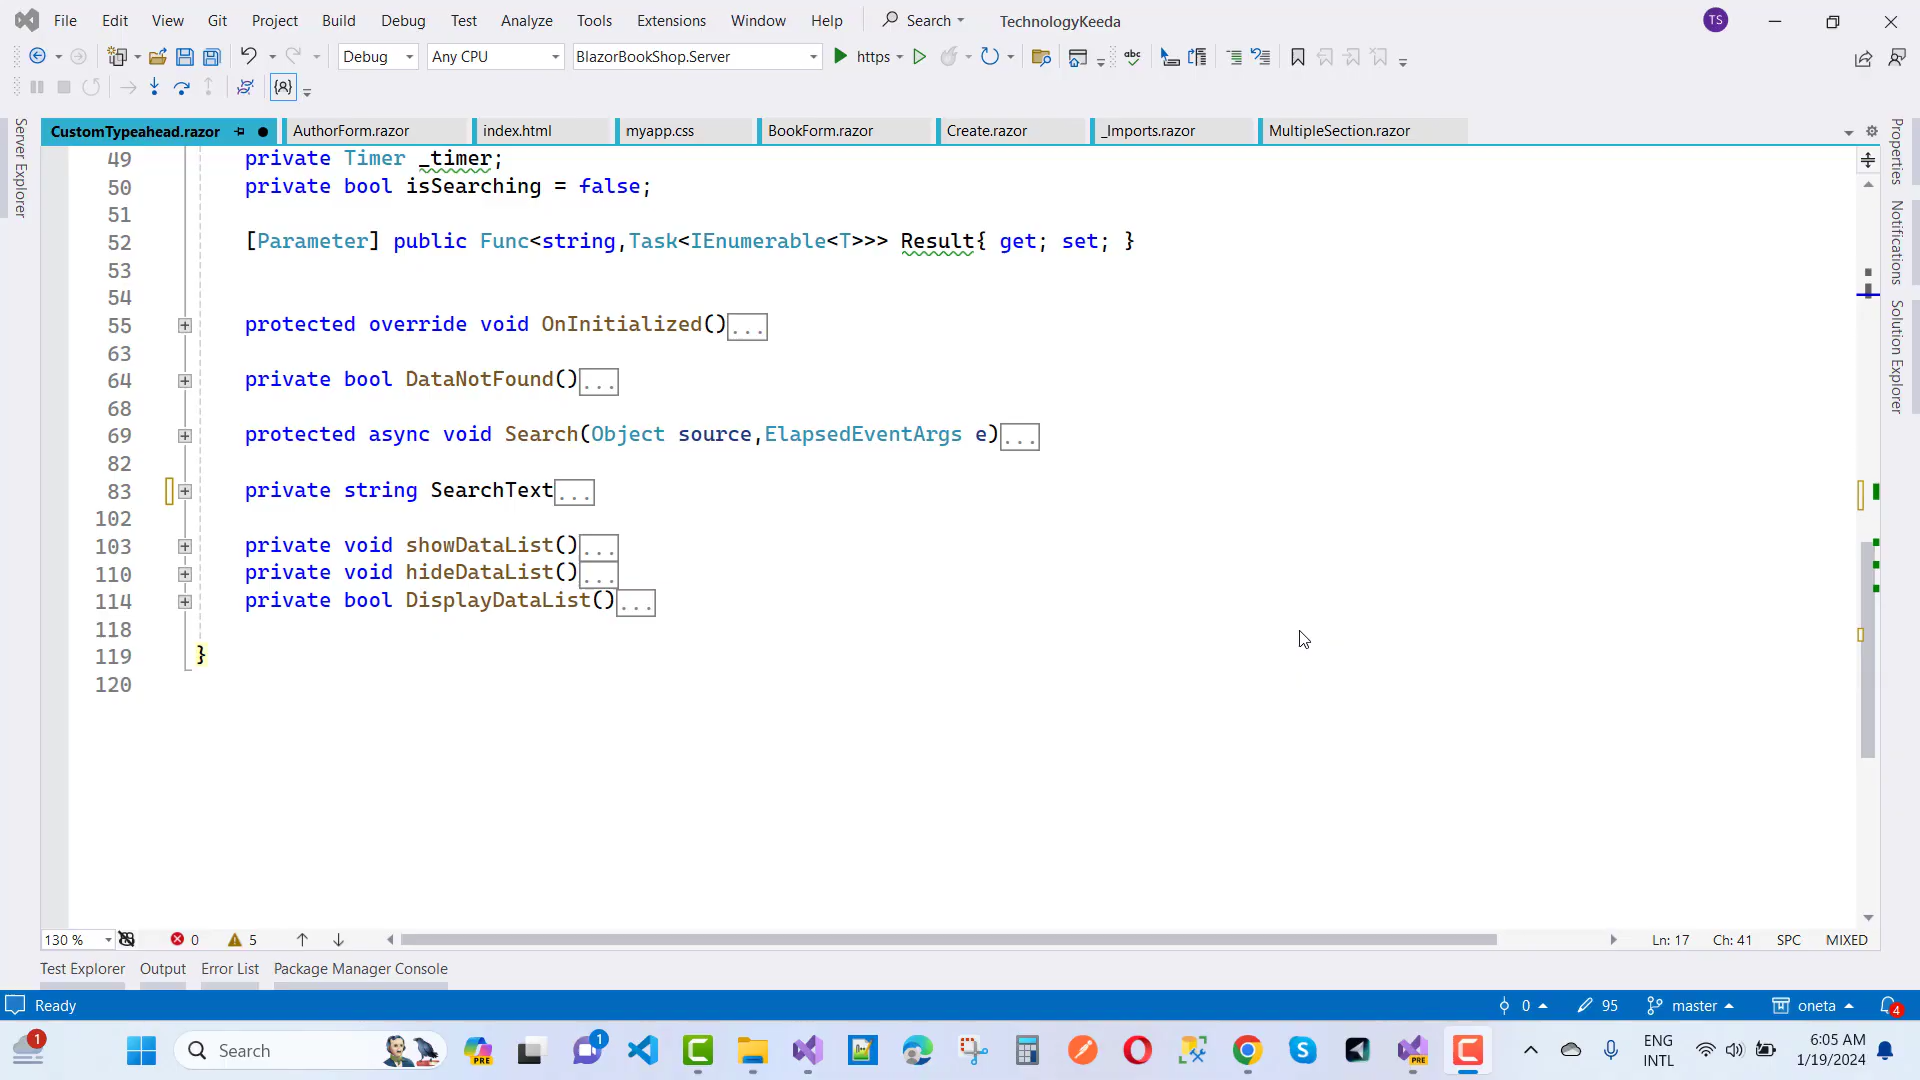 File Edit View Git Project Build Debug Test Analyze Tools Extensions Window Help Search TechnologyKeeda TS
Debug Any CPU BlazorBookShop.Server https
CustomTypeahead.razor AuthorForm.razor index.html myapp.css BookForm.razor Create.razor _Imports.razor MultipleSection.razor
Server Explorer
Properties
Notifications
Solution Explorer
49 private Timer _timer;
50 private bool isSearching = false;
51
52 [Parameter] public Func<string,Task<IEnumerable<T>>> Result{ get; set; }
53
54
55 protected override void OnInitialized()...
63
64 private bool DataNotFound()...
68
69 protected async void Search(Object source,ElapsedEventArgs e)...
82
83 private string SearchText...
102
103 private void showDataList()...
110 private void hideDataList()...
114 private bool DisplayDataList()...
118
119 }
120
130 % 0 5 Ln: 17 Ch: 41 SPC MIXED
Test Explorer Output Error List Package Manager Console
Ready 0 95 master oneta 4
1 Search PRE 1 PRE ENG INTL 6:05 AM 1/19/2024